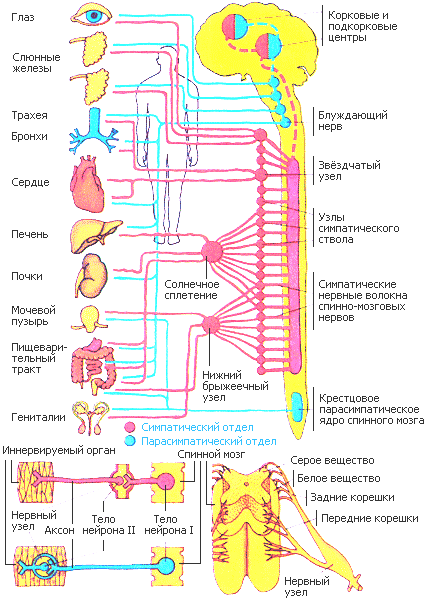 Глаз
Слюнные
железы
Трахея
Бронхи
Сердце
Печень
Почки
Мочевой
пузырь
Пищевари-
тельный
тракт
Гениталии
Корковые и
подкорковые
центры
Блуждающий
нерв
Звёздчатый
узел
Узлы
симпатического
ствола
Солнечное
сплетение
Симпатические
нервные волокна
спинно-мозговых
нервов
Нижний
брыжеечный
узел
Крестцовое
парасимпатическое
ядро спинного мозга
Симпатический отдел
Парасимпатический отдел
Иннервируемый орган
Спинной мозг
Нервный
узел
Аксон
Тело
нейрона II
Тело
нейрона I
Серое вещество
Белое вещество
Задние корешки
Передние корешки
Нервный
узел